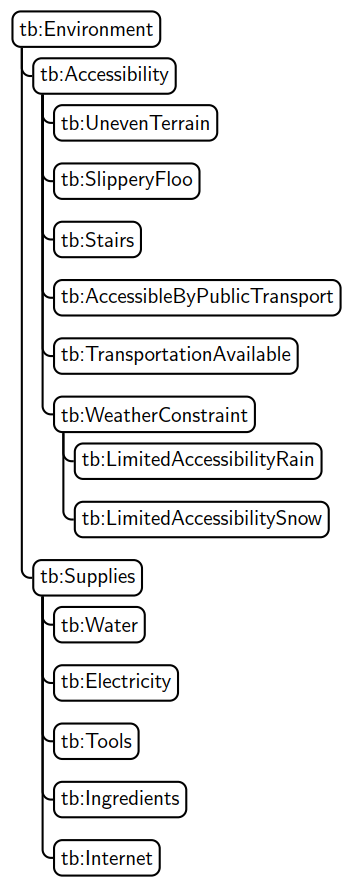 tb:Environment
tb:Accessibility
tb:UnevenTerrain
tb:SlipperyFloo
tb:Stairs
tb:AccessibleByPublicTransport
tb:TransportationAvailable
tb:WeatherConstraint
tb:LimitedAccessibilityRain
tb:LimitedAccessibilitySnow
tb:Supplies
tb:Water
tb:Electricity
tb:Tools
tb:Ingredients
tb:Internet